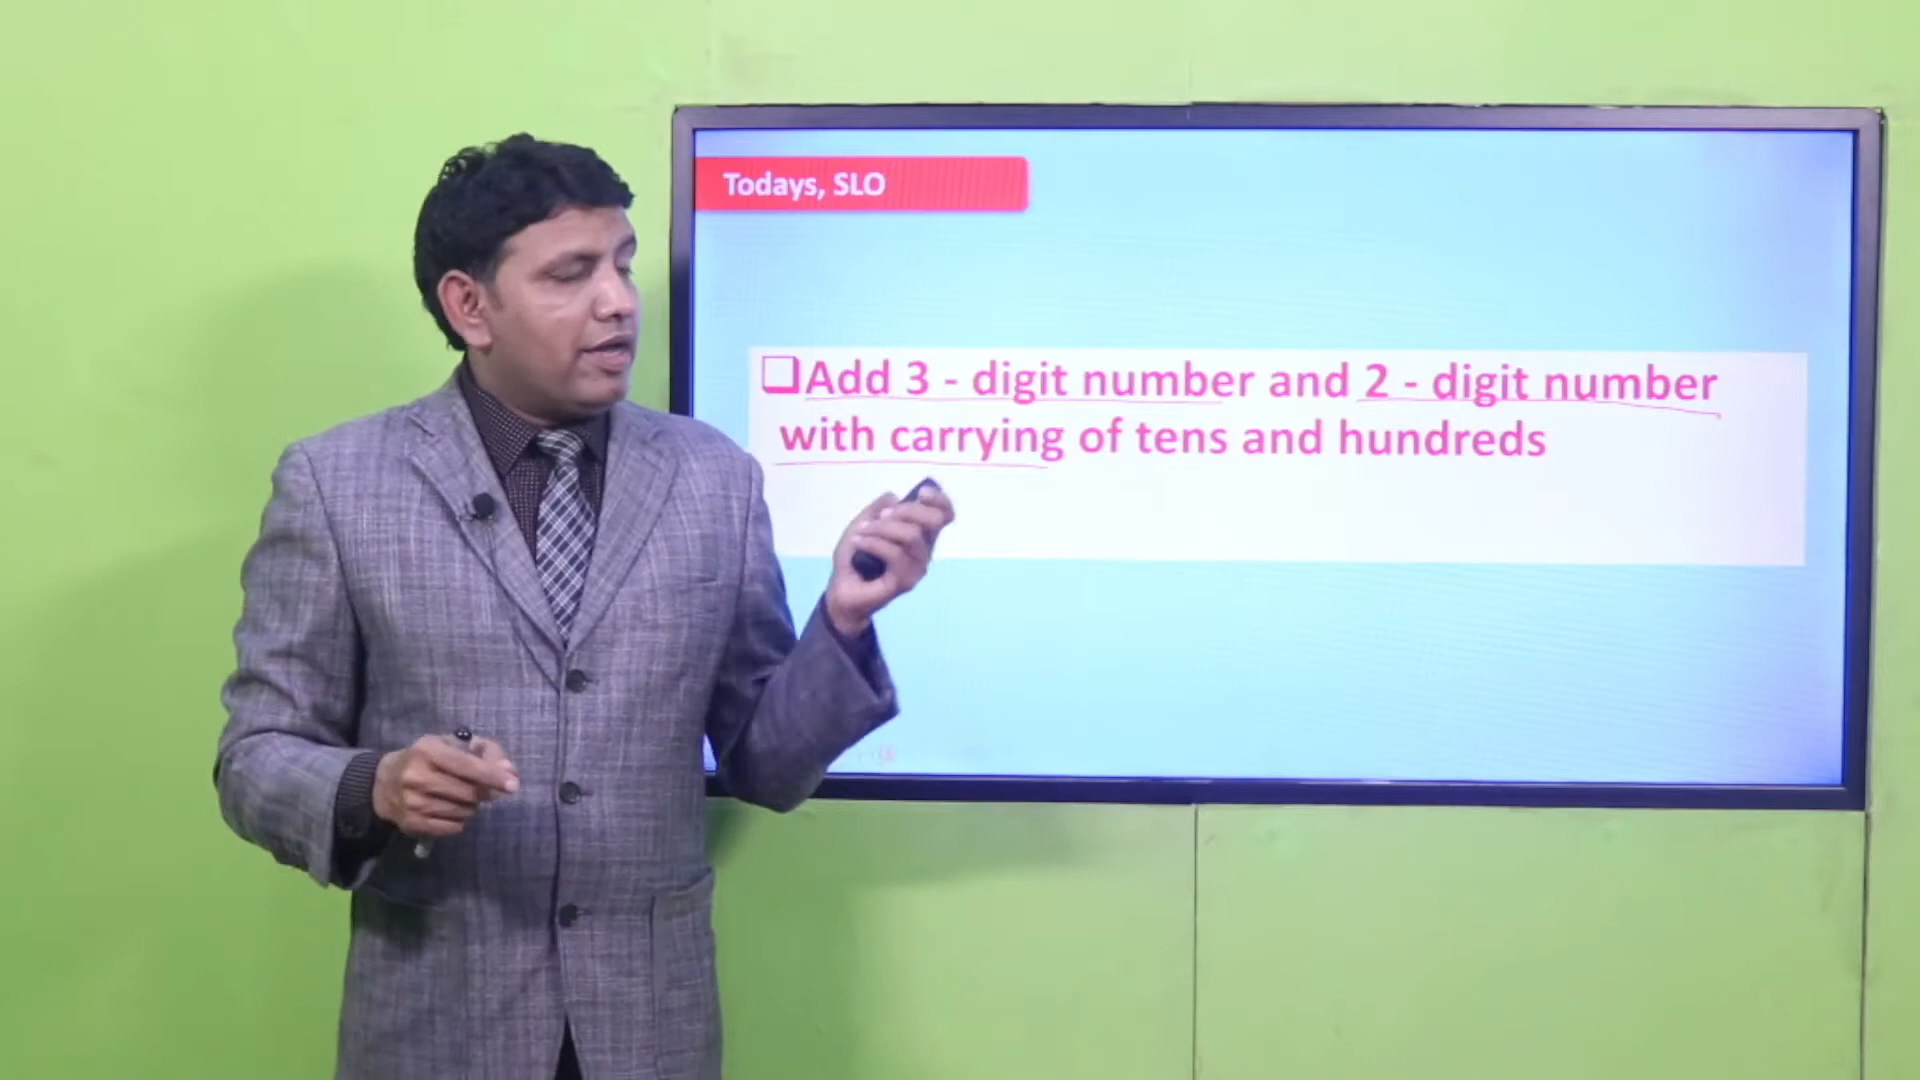 Todays, SLO
Add 3 - digit number and 2 - digit number
with carrying of tens and hundreds